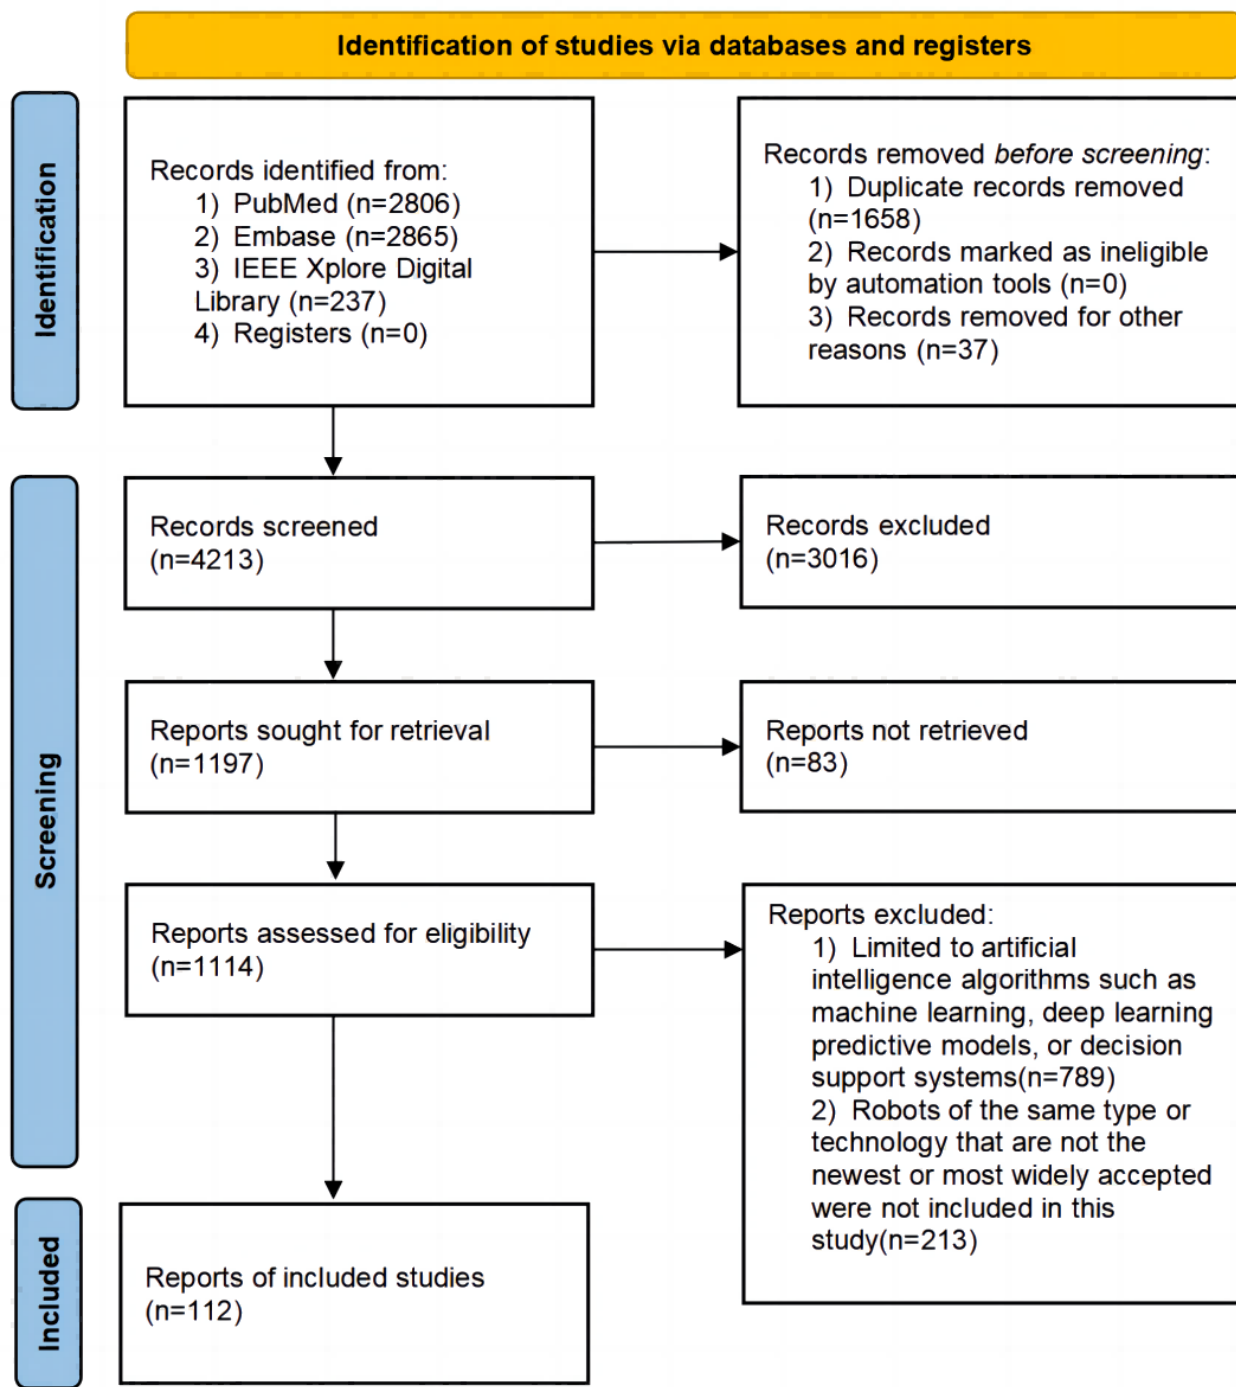 Identification of studies via databases and registers
Identification
Records identified from:
1) PubMed (n=2806)
2) Embase (n=2865)
3) IEEE Xplore Digital
Library (n=237)
4) Registers (n=0)
Records removed before screening:
1) Duplicate records removed
(n=1658)
2) Records marked as ineligible
by automation tools (n=0)
3) Records removed for other
reasons (n=37)
Screening
Records screened
(n=4213)
Records excluded
(n=3016)
Reports sought for retrieval
(n=1197)
Reports not retrieved
(n=83)
Reports assessed for eligibility
(n=1114)
Reports excluded:
1) Limited to artificial
intelligence algorithms such as
machine learning, deep learning
predictive models, or decision
support systems(n=789)
2) Robots of the same type or
technology that are not the
newest or most widely accepted
were not included in this
study(n=213)
Included
Reports of included studies
(n=112)